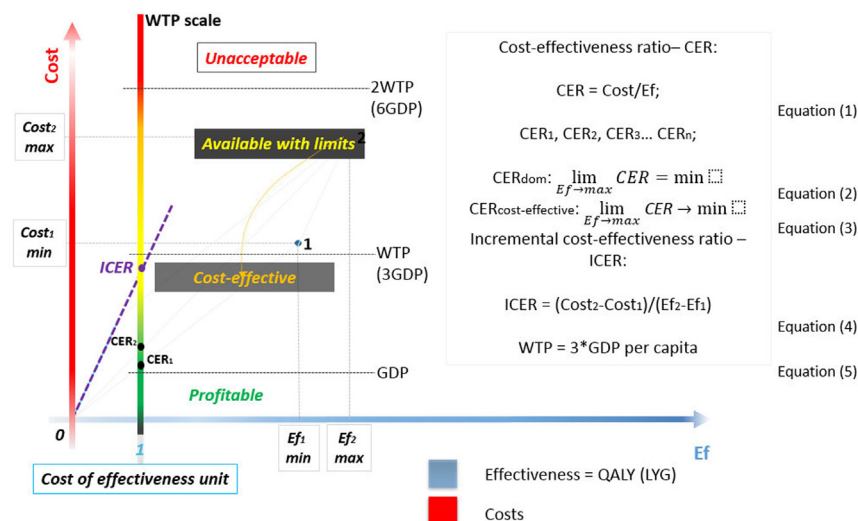 WTP scale
Cost
Unacceptable
2WTP
(6GDP)
Cost₂
max
Available with limits
2
Cost₁
min
1
WTP
(3GDP)
ICER
Cost-effective
CER₂
CER₁
GDP
Profitable
0
1
Ef₁
min
Ef₂
max
Ef
Cost of effectiveness unit
Effectiveness = QALY (LYG)
Costs
Cost-effectiveness ratio– CER:
CER = Cost/Ef;
Equation (1)
CER₁, CER₂, CER₃... CERₙ;
CERdom: lim Ef→max CER = min
Equation (2)
CERcost-effective: lim Ef→max CER → min
Equation (3)
Incremental cost-effectiveness ratio –
ICER:
ICER = (Cost₂-Cost₁)/(Ef₂-Ef₁)
Equation (4)
WTP = 3*GDP per capita
Equation (5)